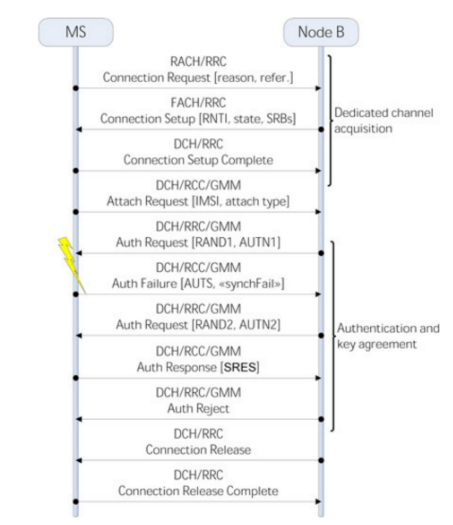 MS
Node B
RACH/RRC
Connection Request [reason, refer.]
FACH/RRC
Connection Setup [RNTI, state, SRBs]
Dedicated channel
acquisition
DCH/RRC
Connection Setup Complete
DCH/RCC/GMM
Attach Request [IMSI, attach type]
DCH/RRC/GMM
Auth Request [RAND1, AUTN1]
DCH/RCC/GMM
Auth Failure [AUTS, «synchFail»]
DCH/RRC/GMM
Auth Request [RAND2, AUTN2]
Authentication and
key agreement
DCH/RCC/GMM
Auth Response [SRES]
DCH/RRC/GMM
Auth Reject
DCH/RRC
Connection Release
DCH/RRC
Connection Release Complete